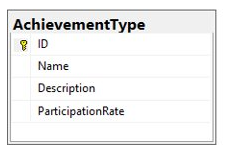 AchievementType
ID
Name
Description
ParticipationRate